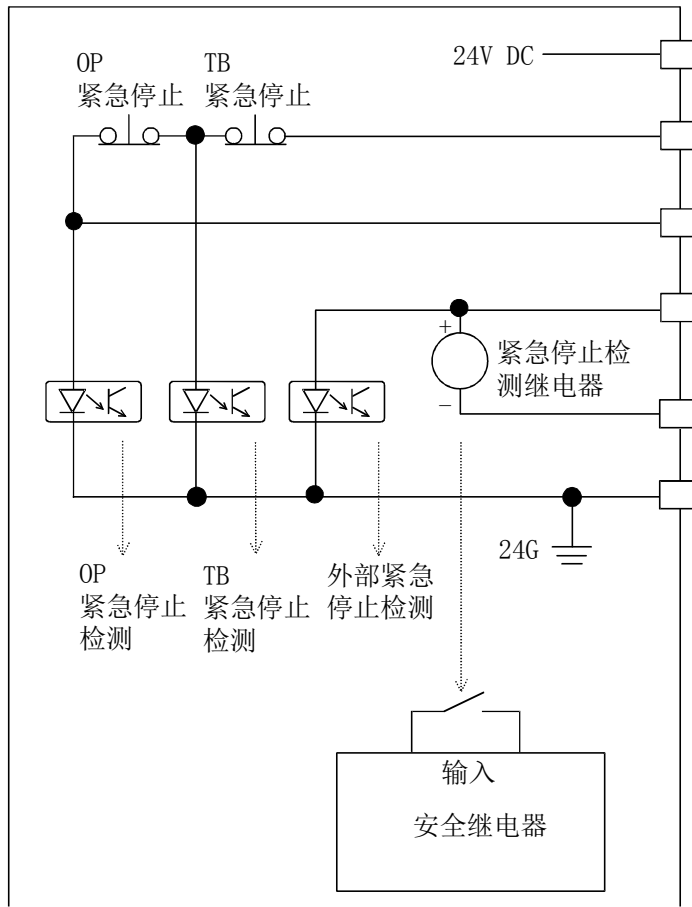 24V DC
OP
紧急停止
TB
紧急停止
+
紧急停止检
测继电器
−
24G
OP
紧急停止
检测
TB
紧急停止
检测
外部紧急
停止检测
输入
安全继电器